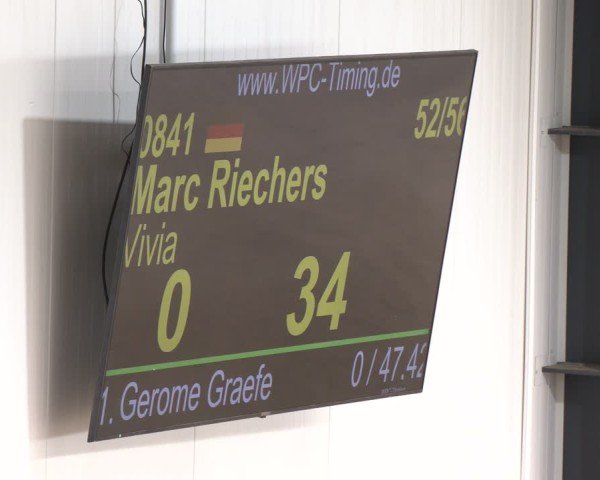 www.WPC-Timing.de
0841 52/56
Marc Riechers
Vivia
0 34
1. Gerome Graefe 0 / 47.42